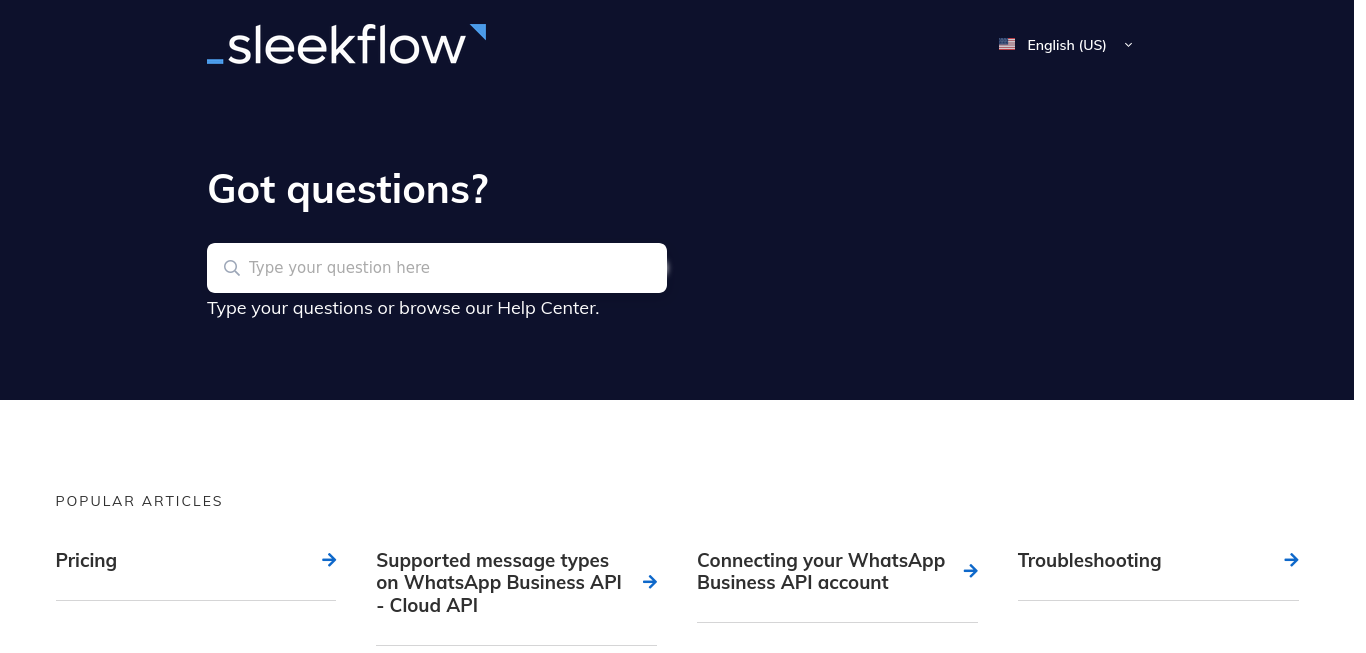 _sleekflow
English (US)
Got questions?
Type your question here
Type your questions or browse our Help Center.
POPULAR ARTICLES
Pricing
Supported message types
on WhatsApp Business API
- Cloud API
Connecting your WhatsApp
Business API account
Troubleshooting